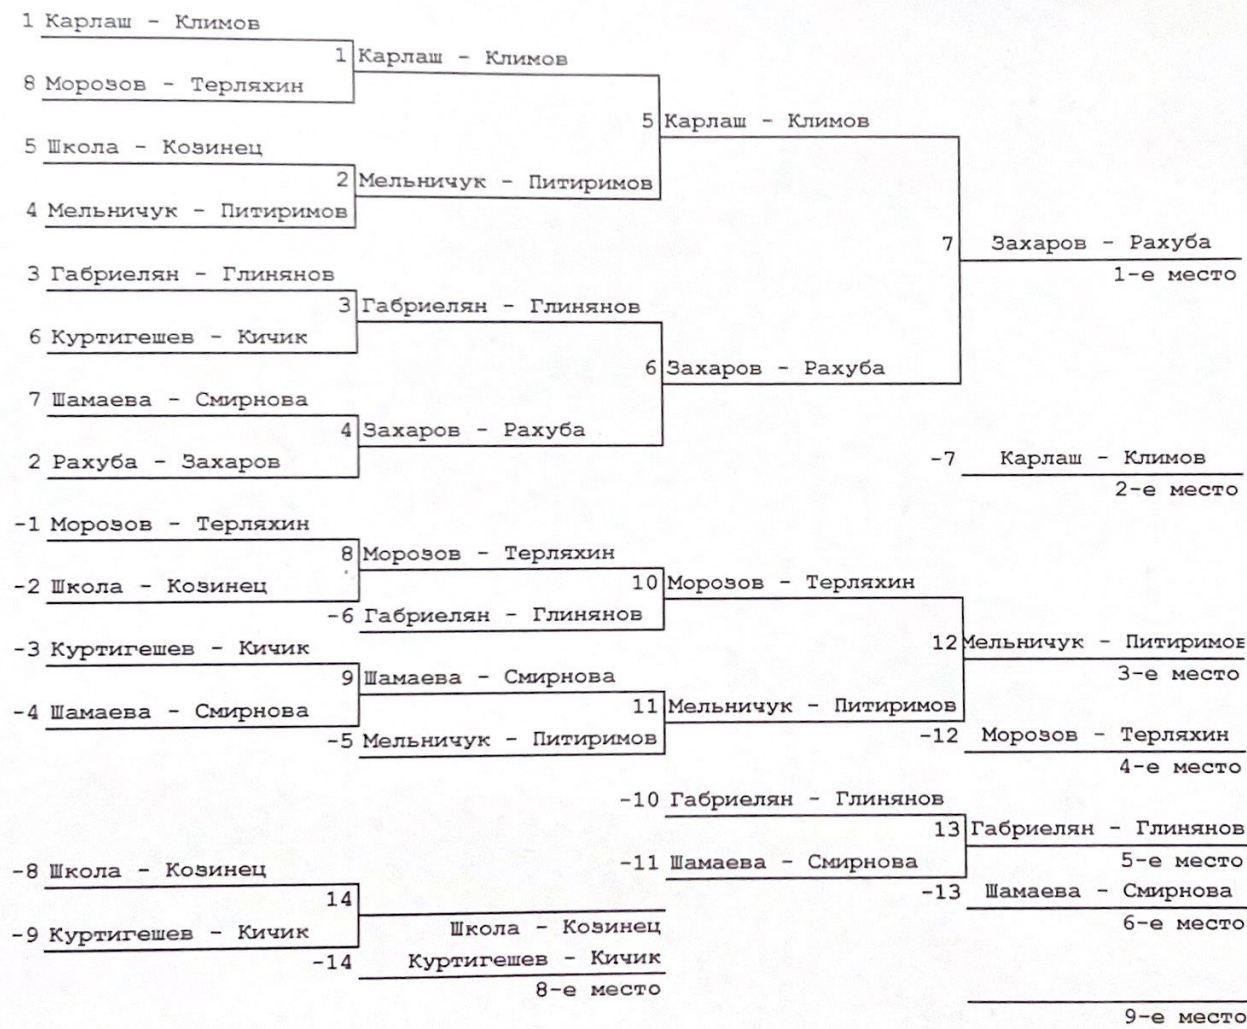 1 Карлаш - Климов
1 Карлаш - Климов
8 Морозов - Терляхин
5 Карлаш - Климов
5 Школа - Козинец
2 Мельничук - Питиримов
4 Мельничук - Питиримов
7 Захаров - Рахуба
1-е место
3 Габриелян - Глинянов
3 Габриелян - Глинянов
6 Куртигешев - Кичик
6 Захаров - Рахуба
7 Шамаева - Смирнова
4 Захаров - Рахуба
2 Рахуба - Захаров
-7 Карлаш - Климов
2-е место
-1 Морозов - Терляхин
8 Морозов - Терляхин
-2 Школа - Козинец
10 Морозов - Терляхин
-6 Габриелян - Глинянов
-3 Куртигешев - Кичик
12 Мельничук - Питиримов
3-е место
9 Шамаева - Смирнова
-4 Шамаева - Смирнова
11 Мельничук - Питиримов
-5 Мельничук - Питиримов
-12 Морозов - Терляхин
4-е место
-10 Габриелян - Глинянов
13 Габриелян - Глинянов
5-е место
-11 Шамаева - Смирнова
-13 Шамаева - Смирнова
6-е место
-8 Школа - Козинец
14
Школа - Козинец
-9 Куртигешев - Кичик
-14 Куртигешев - Кичик
8-е место
9-е место